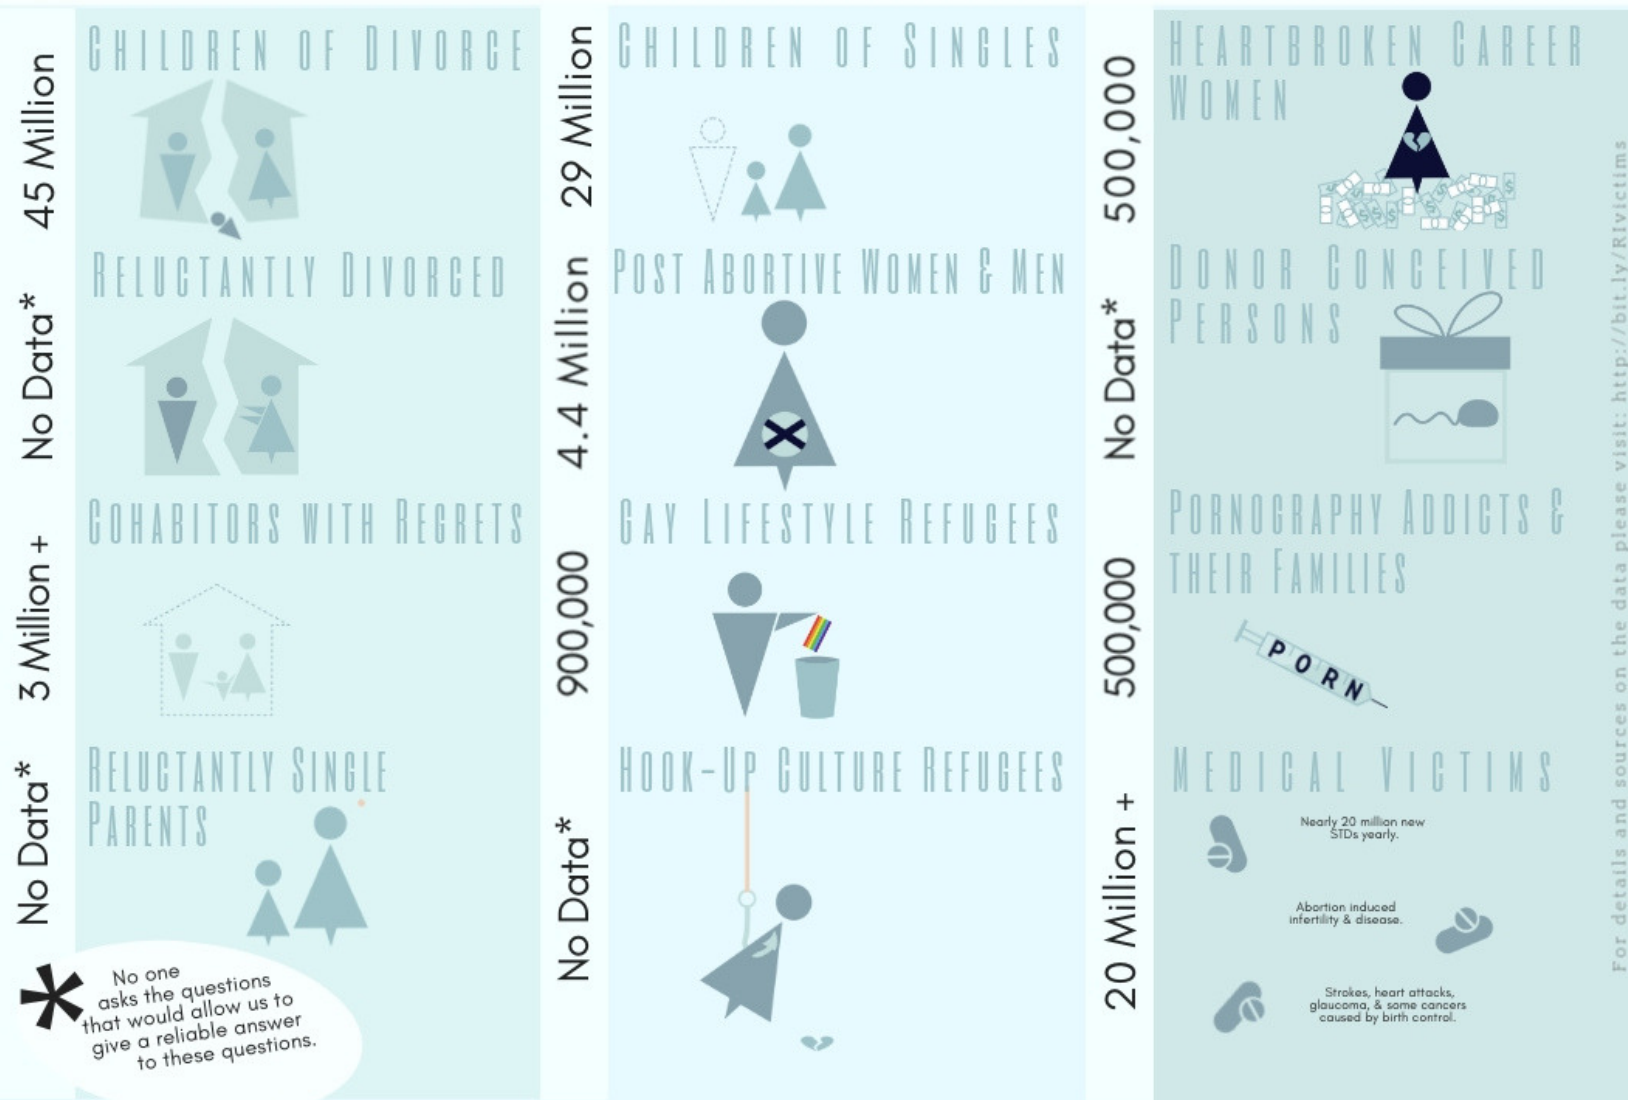 45 Million
CHILDREN OF DIVORCE
No Data*
RELUCTANTLY DIVORCED
3 Million +
COHABITORS WITH REGRETS
No Data*
RELUCTANTLY SINGLE
PARENTS
* No one
asks the questions
that would allow us to
give a reliable answer
to these questions.
29 Million
CHILDREN OF SINGLES
4.4 Million
POST ABORTIVE WOMEN & MEN
900,000
GAY LIFESTYLE REFUGEES
No Data*
HOOK-UP CULTURE REFUGEES
500,000
HEARTBROKEN CAREER
WOMEN
No Data*
DONOR CONCEIVED
PERSONS
500,000
PORNOGRAPHY ADDICTS &
THEIR FAMILIES
PORN
20 Million +
MEDICAL VICTIMS
Nearly 20 million new
STDs yearly.
Abortion induced
infertility & disease.
Strokes, heart attacks,
glaucoma, & some cancers
caused by birth control.
For details and sources on the data please visit: http://bit.ly/RIvictims